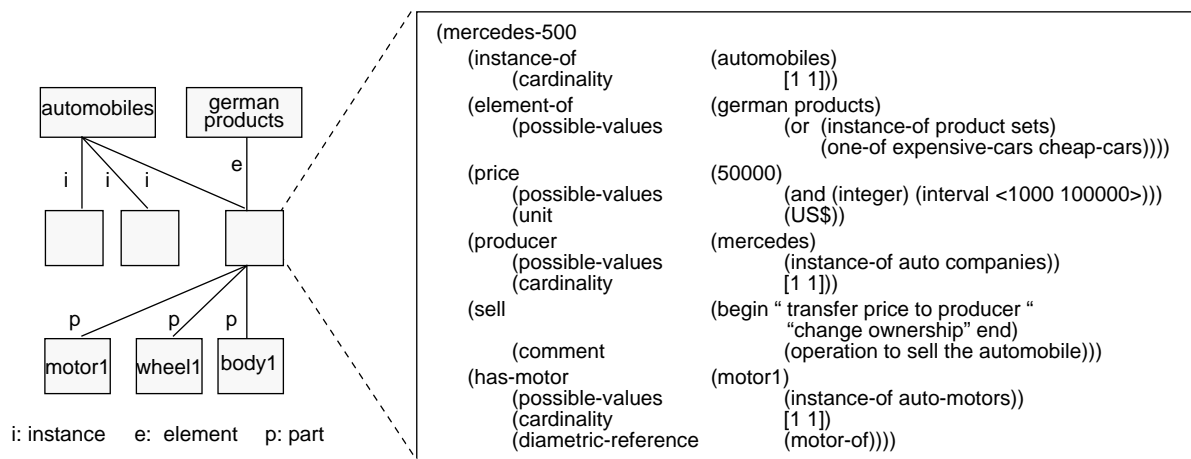 automobiles
german
products
i
i
i
e
p
p
p
motor1
wheel1
body1
i: instance e: element p: part
(mercedes-500
(instance-of (automobiles)
(cardinality [1 1]))
(element-of (german products)
(possible-values (or (instance-of product sets)
(one-of expensive-cars cheap-cars))))
(price (50000)
(possible-values (and (integer) (interval <1000 100000>)))
(unit (US$))
(producer (mercedes)
(possible-values (instance-of auto companies))
(cardinality [1 1]))
(sell (begin “ transfer price to producer “
“change ownership” end)
(comment (operation to sell the automobile)))
(has-motor (motor1)
(possible-values (instance-of auto-motors))
(cardinality [1 1])
(diametric-reference (motor-of))))